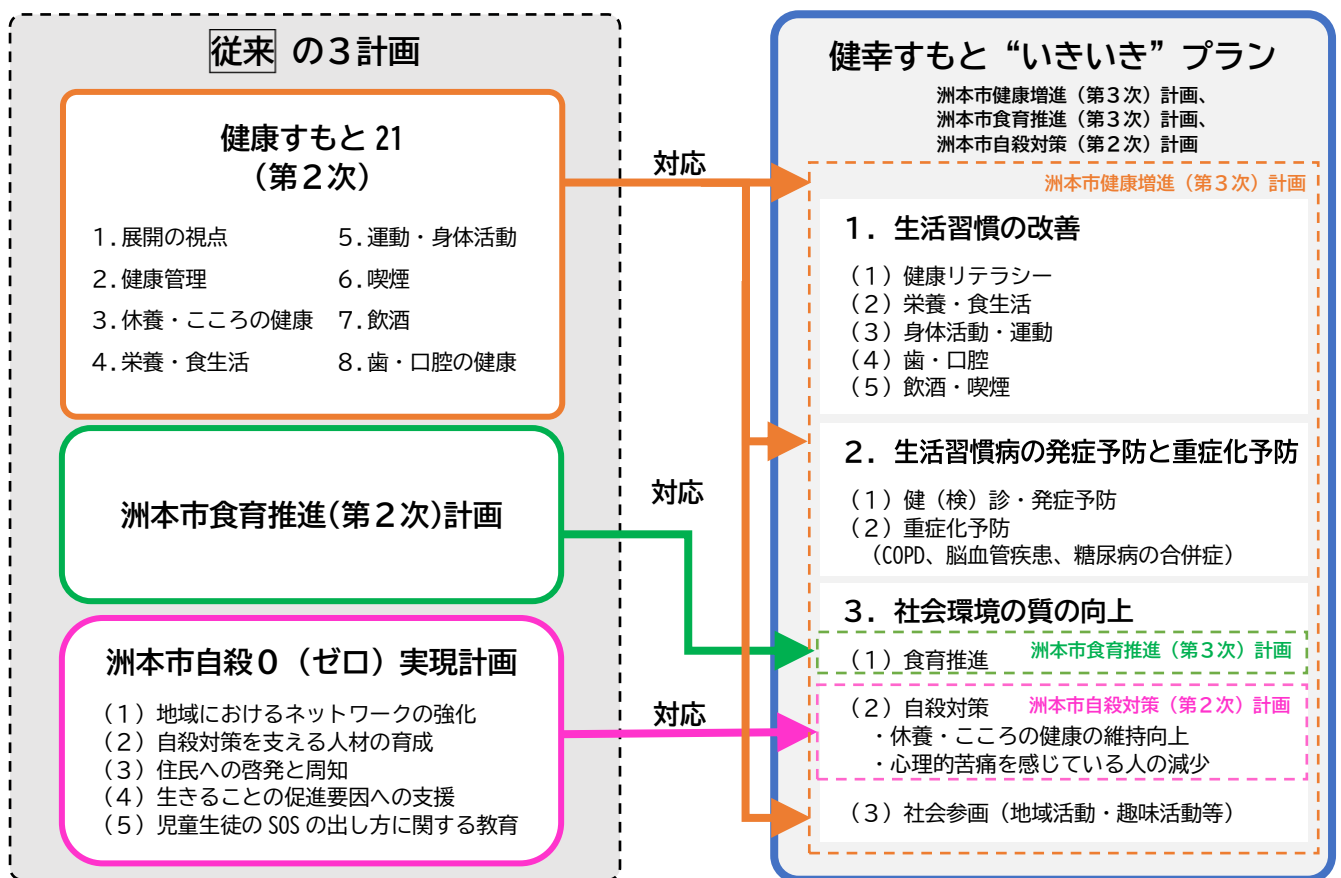 従来 の３計画
健康すもと 21
（第２次）
１.展開の視点
２.健康管理
３.休養・こころの健康
４.栄養・食生活
５.運動・身体活動
６.喫煙
７.飲酒
８.歯・口腔の健康
洲本市食育推進(第２次)計画
洲本市自殺０（ゼロ）実現計画
（１）地域におけるネットワークの強化
（２）自殺対策を支える人材の育成
（３）住民への啓発と周知
（４）生きることの促進要因への支援
（５）児童生徒の SOS の出し方に関する教育
対応
対応
対応
健幸すもと “いきいき” プラン
洲本市健康増進（第３次）計画、
洲本市食育推進（第３次）計画、
洲本市自殺対策（第２次）計画
洲本市健康増進（第３次）計画
１．生活習慣の改善
（１）健康リテラシー
（２）栄養・食生活
（３）身体活動・運動
（４）歯・口腔
（５）飲酒・喫煙
２．生活習慣病の発症予防と重症化予防
（１）健（検）診・発症予防
（２）重症化予防
（COPD、脳血管疾患、糖尿病の合併症）
３．社会環境の質の向上
（１）食育推進 洲本市食育推進（第３次）計画
（２）自殺対策 洲本市自殺対策（第２次）計画
・休養・こころの健康の維持向上
・心理的苦痛を感じている人の減少
（３）社会参画（地域活動・趣味活動等）